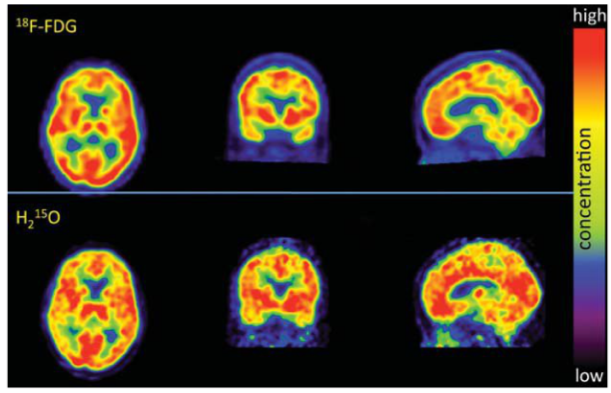 ¹⁸F-FDG
high
concentration
H₂¹⁵O
low